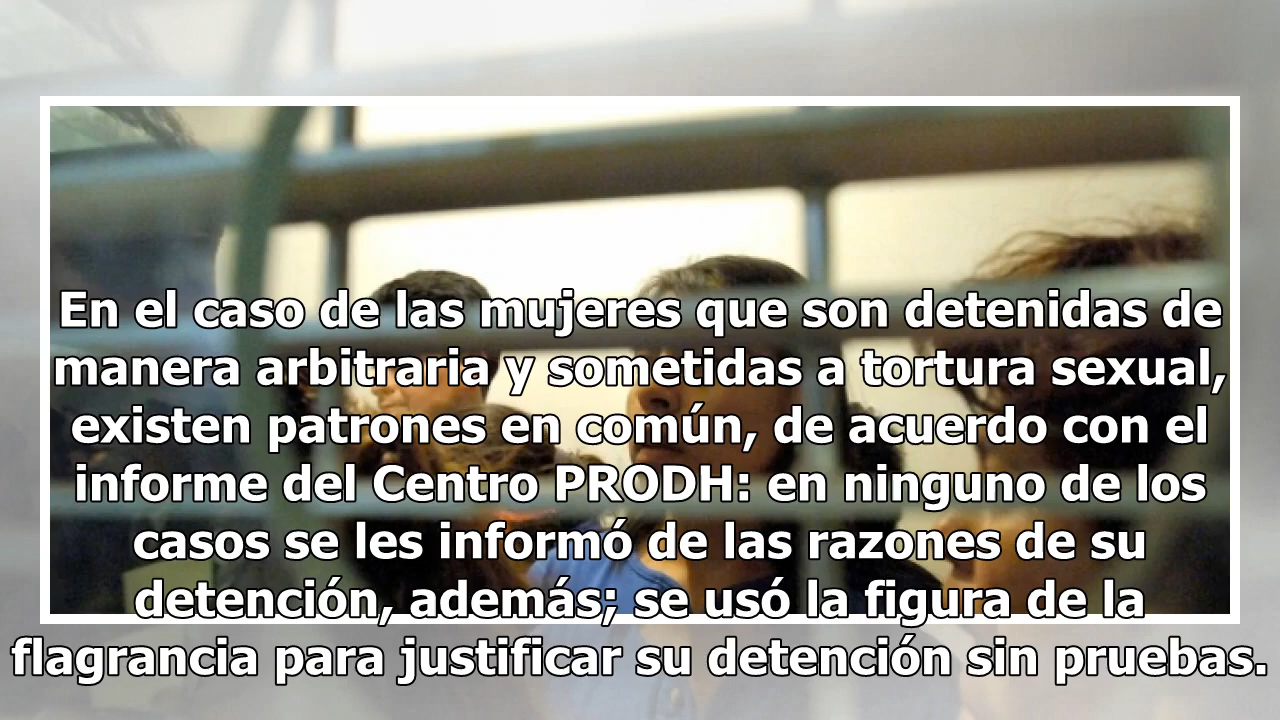 En el caso de las mujeres que son detenidas de
manera arbitraria y sometidas a tortura sexual,
existen patrones en común, de acuerdo con el
informe del Centro PRODH: en ninguno de los
casos se les informó de las razones de su
detención, además; se usó la figura de la
flagrancia para justificar su detención sin pruebas.